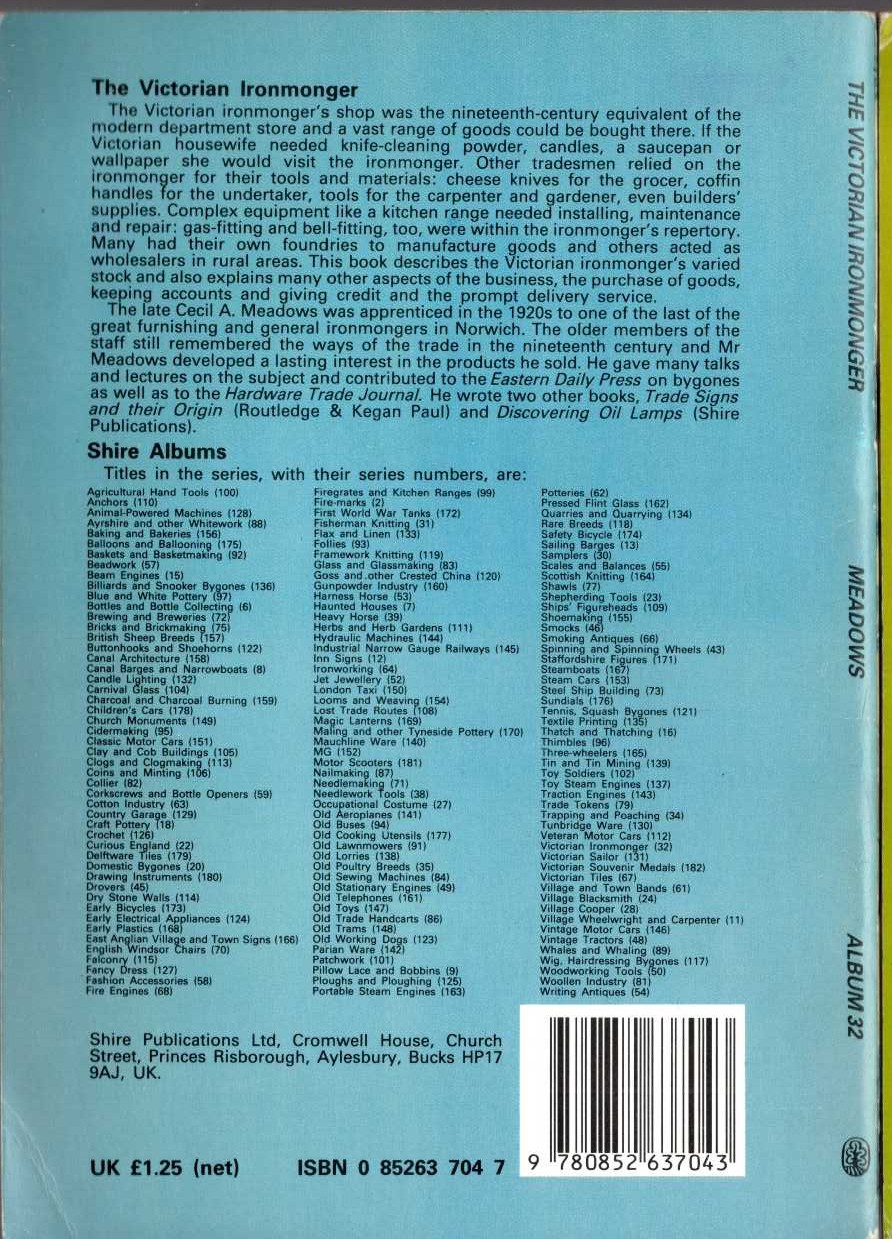 The Victorian Ironmonger
The Victorian ironmonger's shop was the nineteenth-century equivalent of the
modern department store and a vast range of goods could be bought there. If the
Victorian housewife needed knife-cleaning powder, candles, a saucepan or
wallpaper she would visit the ironmonger. Other tradesmen relied on the
ironmonger for their tools and materials: cheese knives for the grocer, coffin
handles for the undertaker, tools for the carpenter and gardener, even builders'
supplies. Complex equipment like a kitchen range needed installing, maintenance
and repair: gas-fitting and bell-fitting, too, were within the ironmonger's repertory.
Many had their own foundries to manufacture goods and others acted as
wholesalers in rural areas. This book describes the Victorian ironmonger's varied
stock and also explains many other aspects of the business, the purchase of goods,
keeping accounts and giving credit and the prompt delivery service.
The late Cecil A. Meadows was apprenticed in the 1920s to one of the last of the
great furnishing and general ironmongers in Norwich. The older members of the
staff still remembered the ways of the trade in the nineteenth century and Mr
Meadows developed a lasting interest in the products he sold. He gave many talks
and lectures on the subject and contributed to the Eastern Daily Press on bygones
as well as to the Hardware Trade Journal. He wrote two other books, Trade Signs
and their Origin (Routledge & Kegan Paul) and Discovering Oil Lamps (Shire
Publications).
Shire Albums
Titles in the series, with their series numbers, are:
Agricultural Hand Tools (100)
Anchors (110)
Animal-Powered Machines (128)
Ayrshire and other Whitework (88)
Baking and Bakeries (156)
Balloons and Ballooning (175)
Baskets and Basketmaking (92)
Beadwork (57)
Beam Engines (15)
Billiards and Snooker Bygones (136)
Blue and White Pottery (97)
Bottles and Bottle Collecting (6)
Brewing and Breweries (72)
Bricks and Brickmaking (75)
British Sheep Breeds (157)
Buttonhooks and Shoehorns (122)
Canal Architecture (158)
Canal Barges and Narrowboats (8)
Candle Lighting (132)
Carnival Glass (104)
Charcoal and Charcoal Burning (159)
Children's Cars (178)
Church Monuments (149)
Cidermaking (95)
Classic Motor Cars (151)
Clay and Cob Buildings (105)
Clogs and Clogmaking (113)
Coins and Minting (106)
Collier (82)
Corkscrews and Bottle Openers (59)
Cotton Industry (63)
Country Garage (129)
Craft Pottery (18)
Crochet (126)
Curious England (22)
Delftware Tiles (179)
Domestic Bygones (20)
Drawing Instruments (180)
Drovers (45)
Dry Stone Walls (114)
Early Bicycles (173)
Early Electrical Appliances (124)
Early Plastics (168)
East Anglian Village and Town Signs (166)
English Windsor Chairs (70)
Falconry (115)
Fancy Dress (127)
Fashion Accessories (58)
Fire Engines (68)
Firegrates and Kitchen Ranges (99)
Fire-marks (2)
First World War Tanks (172)
Fisherman Knitting (31)
Flax and Linen (133)
Follies (93)
Framework Knitting (119)
Glass and Glassmaking (83)
Goss and other Crested China (120)
Gunpowder Industry (160)
Harness Horse (53)
Haunted Houses (7)
Heavy Horse (39)
Herbs and Herb Gardens (111)
Hydraulic Machines (144)
Industrial Narrow Gauge Railways (145)
Inn Signs (12)
Ironworking (64)
Jet Jewellery (52)
London Taxi (150)
Looms and Weaving (154)
Lost Trade Routes (108)
Magic Lanterns (169)
Maling and other Tyneside Pottery (170)
Mauchline Ware (140)
MG (152)
Motor Scooters (181)
Nailmaking (87)
Needlemaking (71)
Needlework Tools (38)
Occupational Costume (27)
Old Aeroplanes (141)
Old Buses (94)
Old Cooking Utensils (177)
Old Lawnmowers (91)
Old Lorries (138)
Old Poultry Breeds (35)
Old Sewing Machines (84)
Old Stationary Engines (49)
Old Telephones (161)
Old Toys (147)
Old Trade Handcarts (86)
Old Trams (148)
Old Working Dogs (123)
Parian Ware (142)
Patchwork (101)
Pillow Lace and Bobbins (9)
Ploughs and Ploughing (125)
Portable Steam Engines (163)
Potteries (62)
Pressed Flint Glass (162)
Quarries and Quarrying (134)
Rare Breeds (118)
Safety Bicycle (174)
Sailing Barges (13)
Samplers (30)
Scales and Balances (55)
Scottish Knitting (164)
Shawls (77)
Shepherding Tools (23)
Ships' Figureheads (109)
Shoemaking (155)
Smocks (46)
Smoking Antiques (66)
Spinning and Spinning Wheels (43)
Staffordshire Figures (171)
Steamboats (167)
Steam Cars (153)
Steel Ship Building (73)
Sundials (176)
Tennis, Squash Bygones (121)
Textile Printing (135)
Thatch and Thatching (16)
Thimbles (96)
Three-wheelers (165)
Tin and Tin Mining (139)
Toy Soldiers (102)
Toy Steam Engines (137)
Traction Engines (143)
Trade Tokens (79)
Trapping and Poaching (34)
Tunbridge Ware (130)
Veteran Motor Cars (112)
Victorian Ironmonger (32)
Victorian Sailor (131)
Victorian Souvenir Medals (182)
Victorian Tiles (67)
Village and Town Bands (61)
Village Blacksmith (24)
Village Cooper (28)
Village Wheelwright and Carpenter (11)
Vintage Motor Cars (146)
Vintage Tractors (48)
Whales and Whaling (89)
Wig, Hairdressing Bygones (117)
Woodworking Tools (50)
Woollen Industry (81)
Writing Antiques (54)
Shire Publications Ltd, Cromwell House, Church
Street, Princes Risborough, Aylesbury, Bucks HP17
9AJ, UK.
UK £1.25 (net) ISBN 0 85263 704 7
9 780852 637043
THE VICTORIAN IRONMONGER MEADOWS ALBUM 32